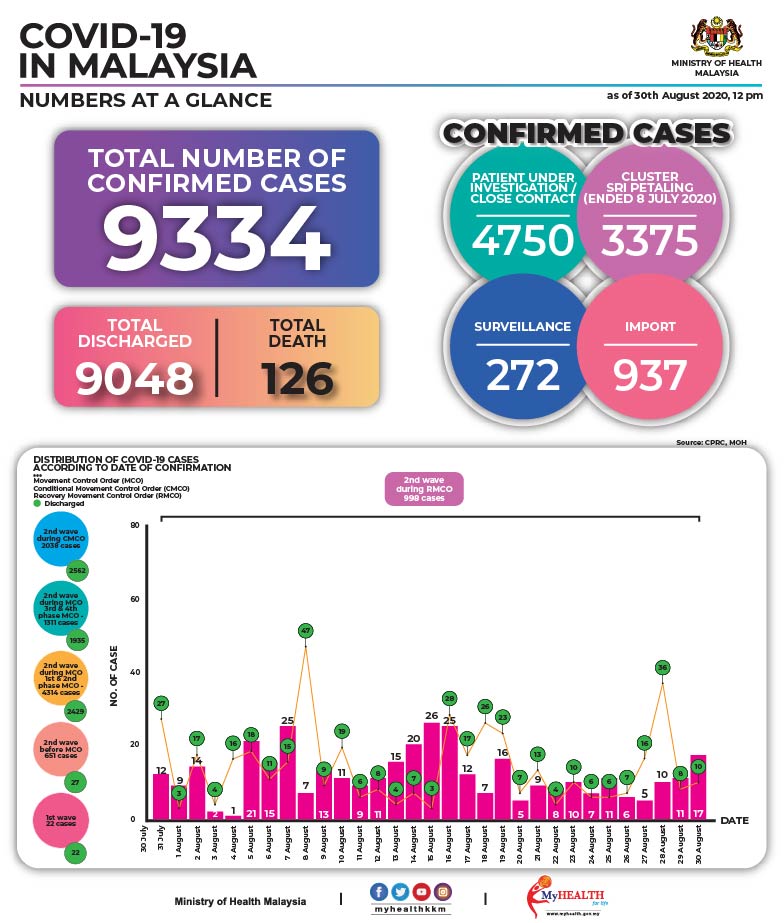 COVID-19
IN MALAYSIA
MINISTRY OF HEALTH
MALAYSIA
NUMBERS AT A GLANCE
as of 30th August 2020, 12 pm
TOTAL NUMBER OF
CONFIRMED CASES
9334
TOTAL
DISCHARGED
9048
TOTAL
DEATH
126
CONFIRMED CASES
PATIENT UNDER
INVESTIGATION /
CLOSE CONTACT
4750
CLUSTER
SRI PETALING
(ENDED 8 JULY 2020)
3375
SURVEILLANCE
272
IMPORT
937
Source: CPRC, MOH
DISTRIBUTION OF COVID-19 CASES
ACCORDING TO DATE OF CONFIRMATION
***
Movement Control Order (MCO)
Conditional Movement Control Order (CMCO)
Recovery Movement Control Order (RMCO)
Discharged
2nd wave
during CMCO
2038 cases
2562
2nd wave
during MCO
3rd & 4th
phase MCO -
1311 cases
1935
2nd wave
during MCO
1st & 2nd
phase MCO -
4314 cases
2429
2nd wave
before MCO
651 cases
27
1st wave
22 cases
22
2nd wave
during RMCO
998 cases
NO. OF CASE
80
60
40
20
0
27 3 17 4 16 18 11 15 47 9 19 6 8 4 7 3 28 17 26 23 7 13 4 10 6 6 7 16 36 8 10
12 9 14 2 1 21 15 25 7 13 11 9 11 15 20 26 25 12 7 16 5 9 8 10 7 11 6 5 10 11 17
30 July
31 July
1 August
2 August
3 August
4 August
5 August
6 August
7 August
8 August
9 August
10 August
11 August
12 August
13 August
14 August
15 August
16 August
17 August
18 August
19 August
20 August
21 August
22 August
23 August
24 August
25 August
26 August
27 August
28 August
29 August
30 August
DATE
Ministry of Health Malaysia
myhealthkkm
MyHEALTH
for life
www.myhealth.gov.my